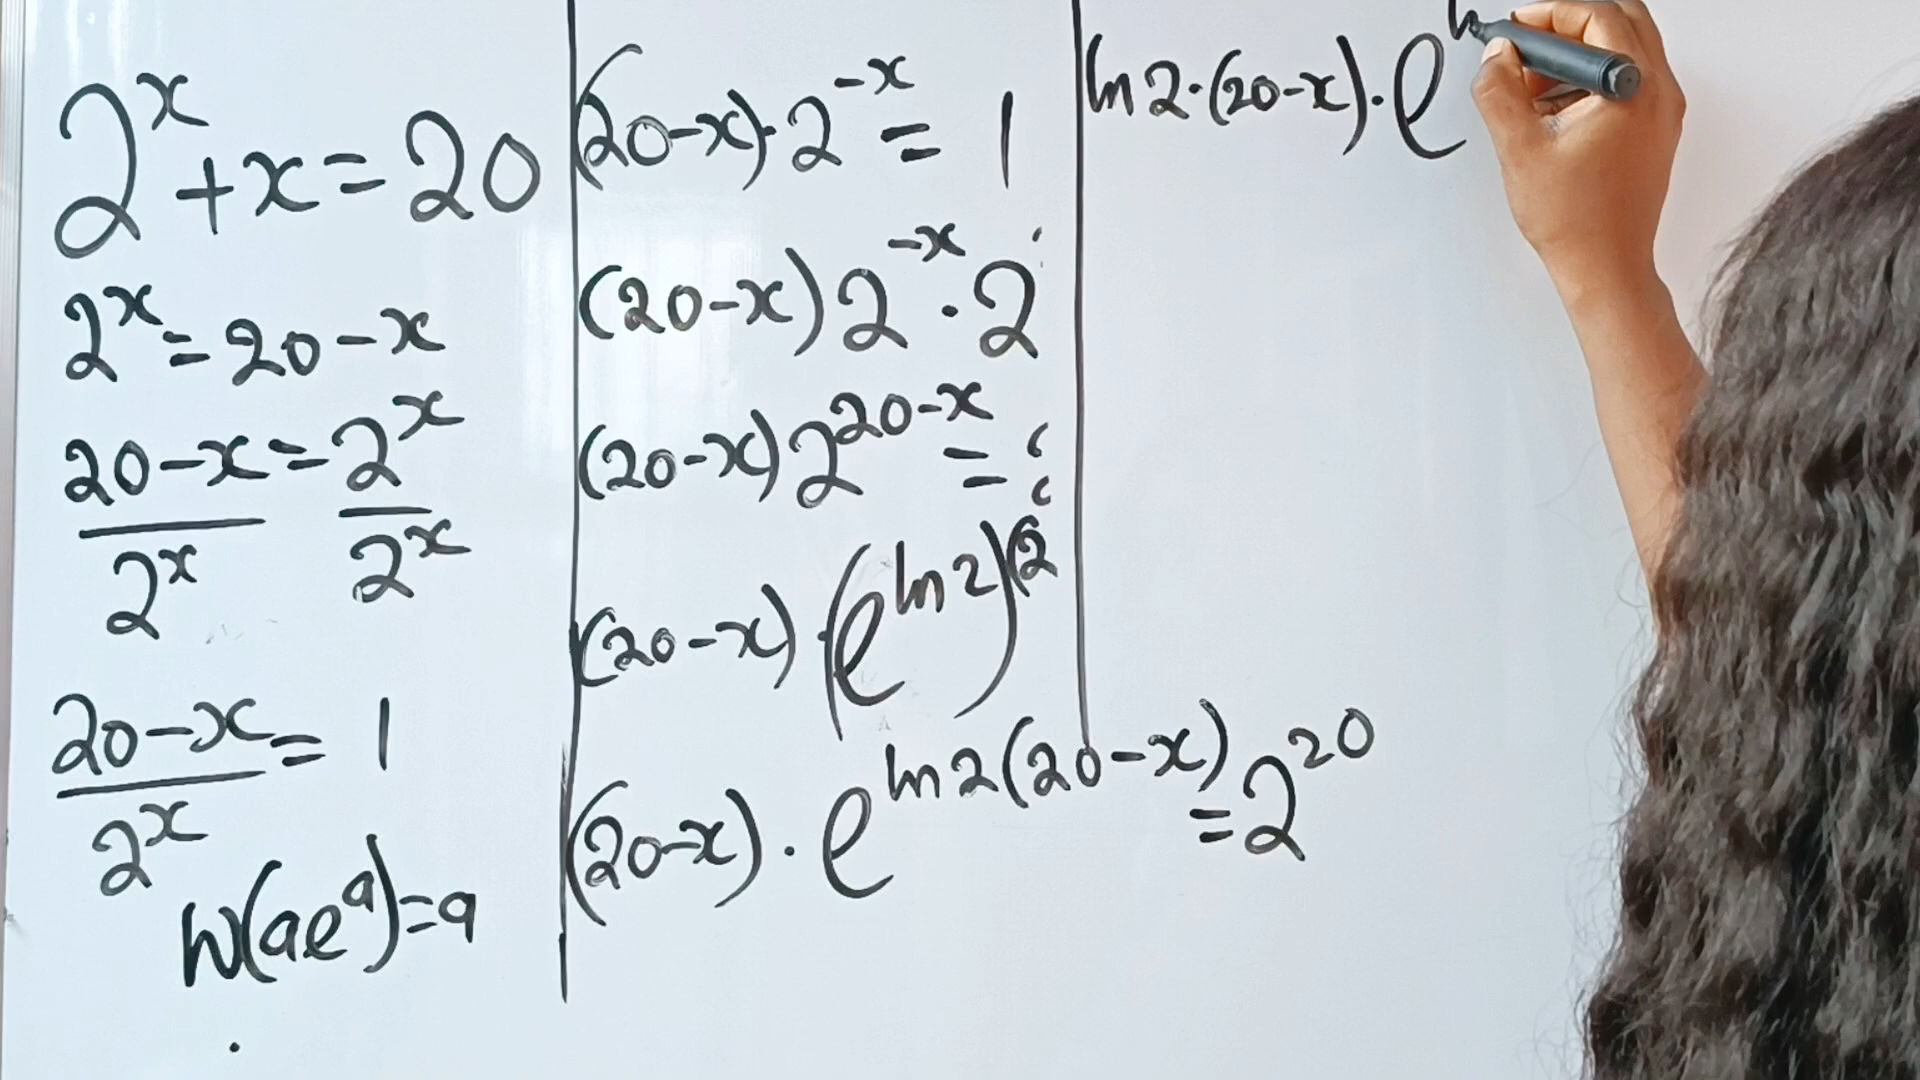 2^x + x = 20
2^x = 20 - x
20 - x = 2^x
2^x 2^x
20 - x = 1
2^x
W(ae^a) = a
(20-x)·2^-x = 1
(20-x) 2^-x · 2
(20-x) 2^20-x =
(20-x)·(e^ln2)^(2
(20-x)·e^ln2(20-x) = 2^20
ln2·(20-x)·e